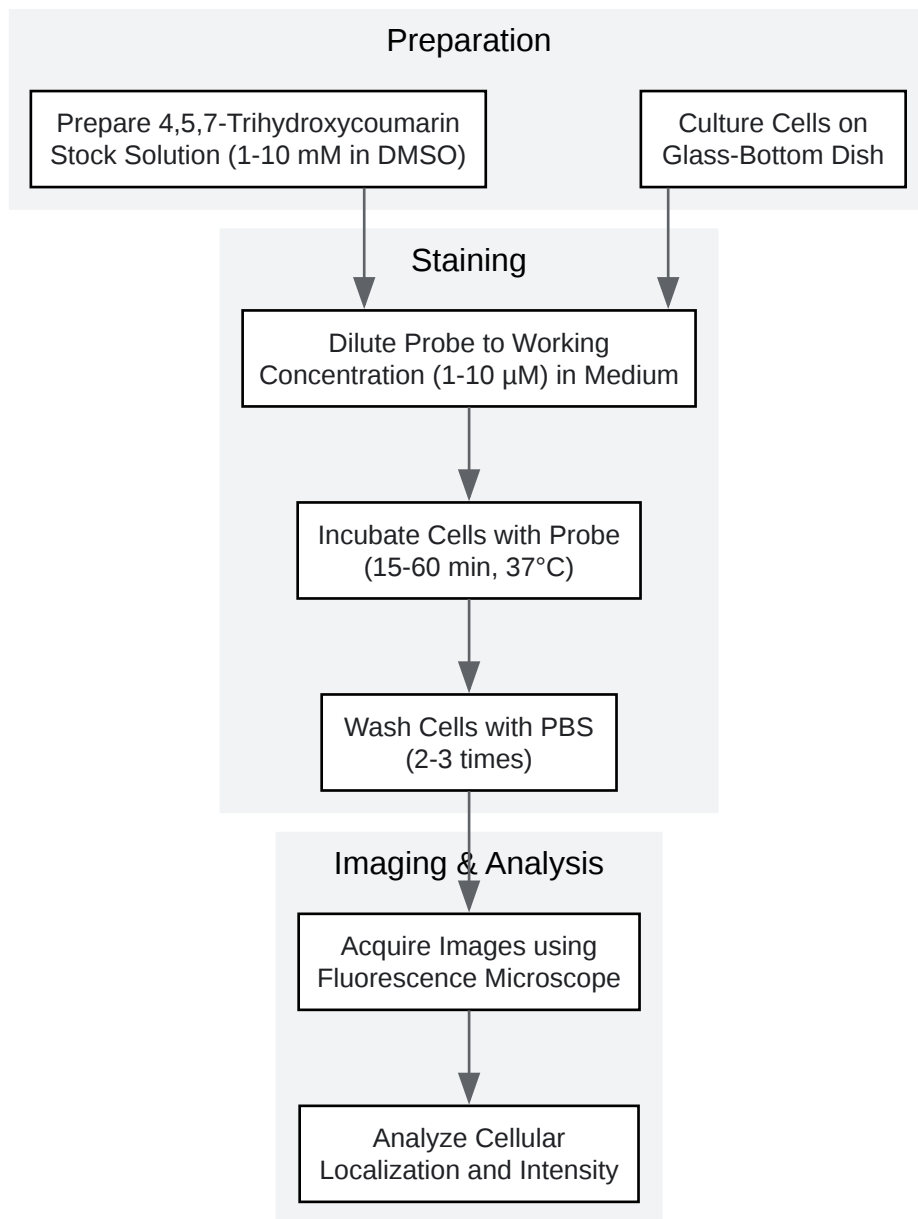 Preparation
Prepare 4,5,7-Trihydroxycoumarin
Stock Solution (1-10 mM in DMSO)
Culture Cells on
Glass-Bottom Dish
Staining
Dilute Probe to Working
Concentration (1-10 µM) in Medium
Incubate Cells with Probe
(15-60 min, 37°C)
Wash Cells with PBS
(2-3 times)
Imaging & Analysis
Acquire Images using
Fluorescence Microscope
Analyze Cellular
Localization and Intensity